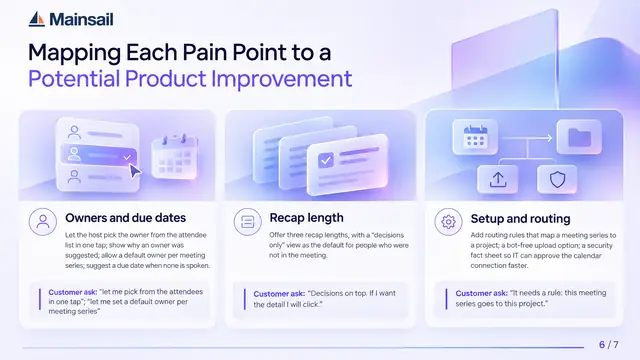 Mainsail
Mapping Each Pain Point to a
Potential Product Improvement
Owners and due dates
Let the host pick the owner from the attendee
list in one tap; show why an owner was
suggested; allow a default owner per meeting
series; suggest a due date when none is spoken.
Customer ask: "let me pick from the attendees
in one tap"; "let me set a default owner per
meeting series"
Recap length
Offer three recap lengths, with a "decisions
only" view as the default for people who were
not in the meeting.
Customer ask: "Decisions on top. If I want
the detail I will click."
Setup and routing
Add routing rules that map a meeting series to
a project; a bot-free upload option; a security
fact sheet so IT can approve the calendar
connection faster.
Customer ask: "It needs a rule: this meeting
series goes to this project."
6 / 7